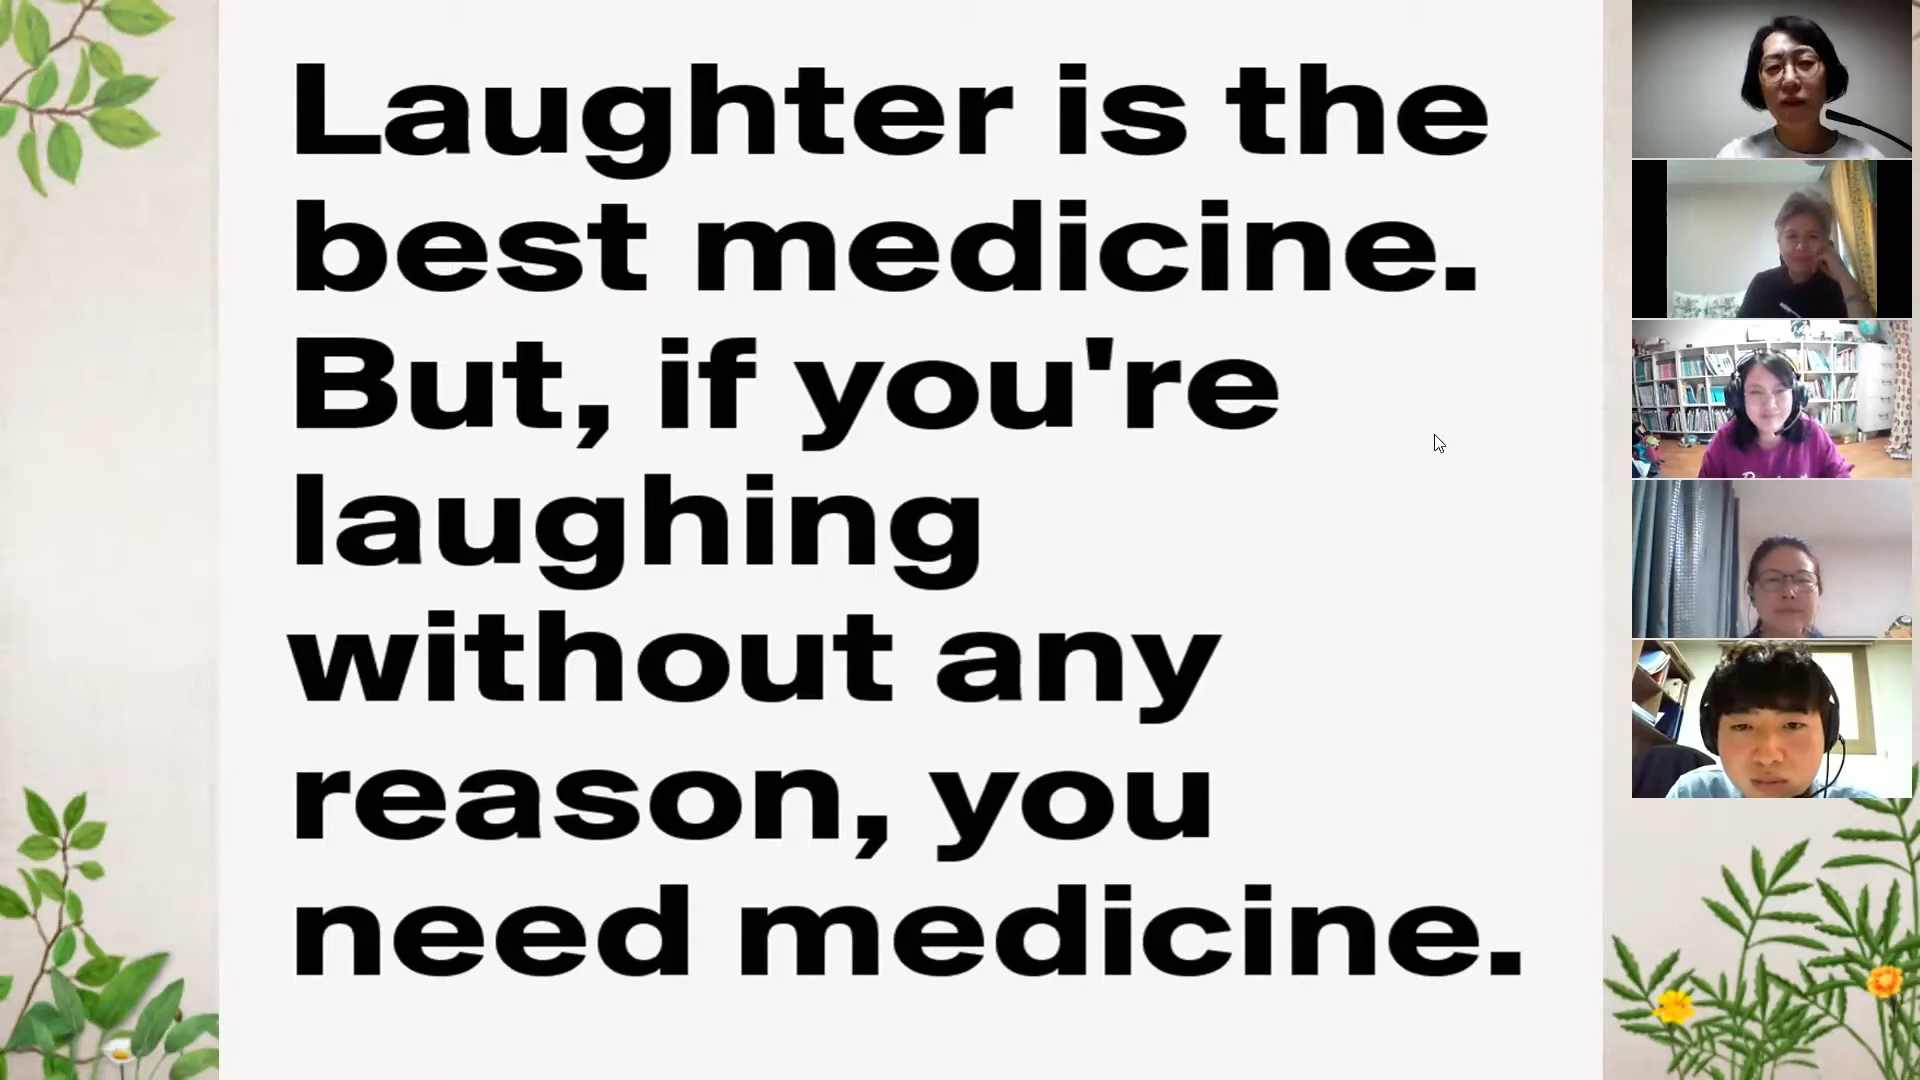 Laughter is the
best medicine.
But, if you're
laughing
without any
reason, you
need medicine.